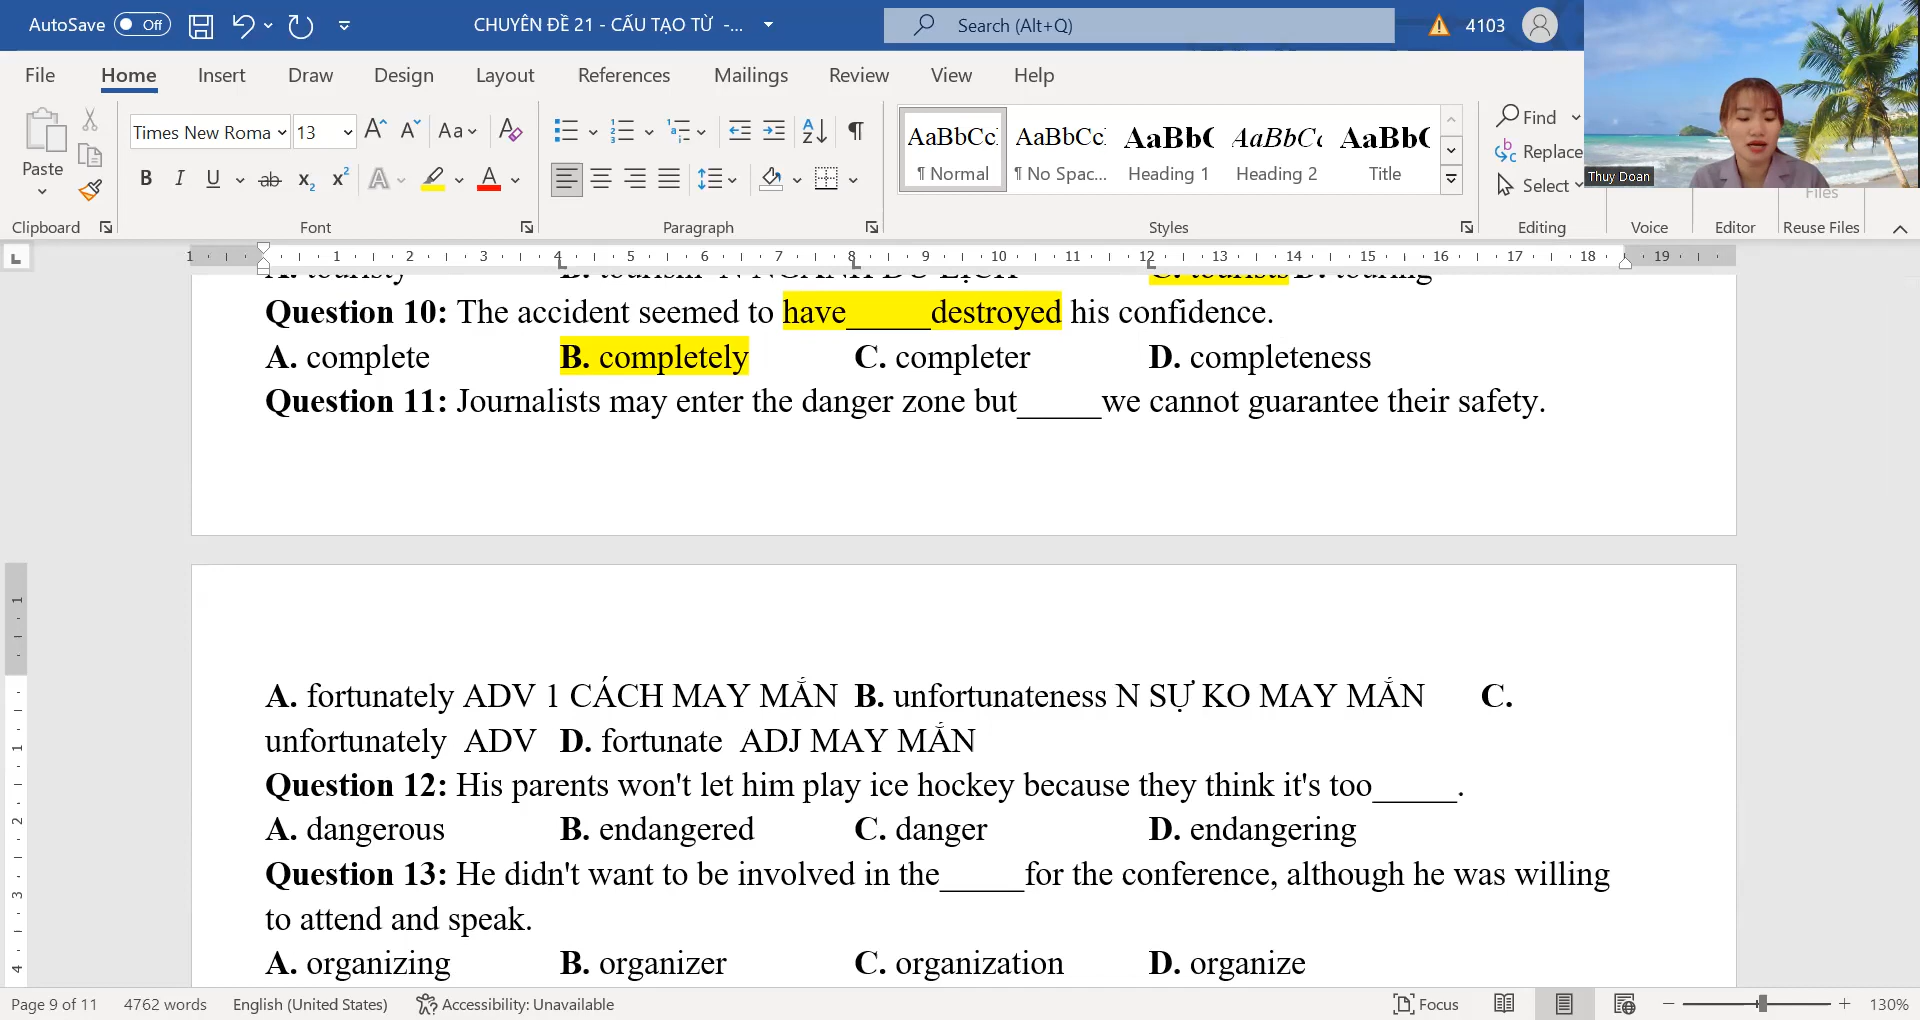 AutoSave Off CHUYÊN ĐỀ 21 - CẤU TẠO TỪ -... Search (Alt+Q) 4103
File Home Insert Draw Design Layout References Mailings Review View Help
Paste
Times New Roma 13
AaBbCc AaBbCc AaBbC AaBbCc AaBbC
¶ Normal ¶ No Spac... Heading 1 Heading 2 Title
Find
Replace
Select
Files
Thuy Doan
Clipboard Font Paragraph Styles Editing Voice Editor Reuse Files
A. touristy B. tourism N NGÀNH DU LỊCH C. tourists D. touring
Question 10: The accident seemed to have_____destroyed his confidence.
A. complete B. completely C. completer D. completeness
Question 11: Journalists may enter the danger zone but_____we cannot guarantee their safety.
A. fortunately ADV 1 CÁCH MAY MẮN B. unfortunateness N SỰ KO MAY MẮN C.
unfortunately ADV D. fortunate ADJ MAY MẮN
Question 12: His parents won't let him play ice hockey because they think it's too_____.
A. dangerous B. endangered C. danger D. endangering
Question 13: He didn't want to be involved in the_____for the conference, although he was willing
to attend and speak.
A. organizing B. organizer C. organization D. organize
Page 9 of 11 4762 words English (United States) Accessibility: Unavailable Focus 130%